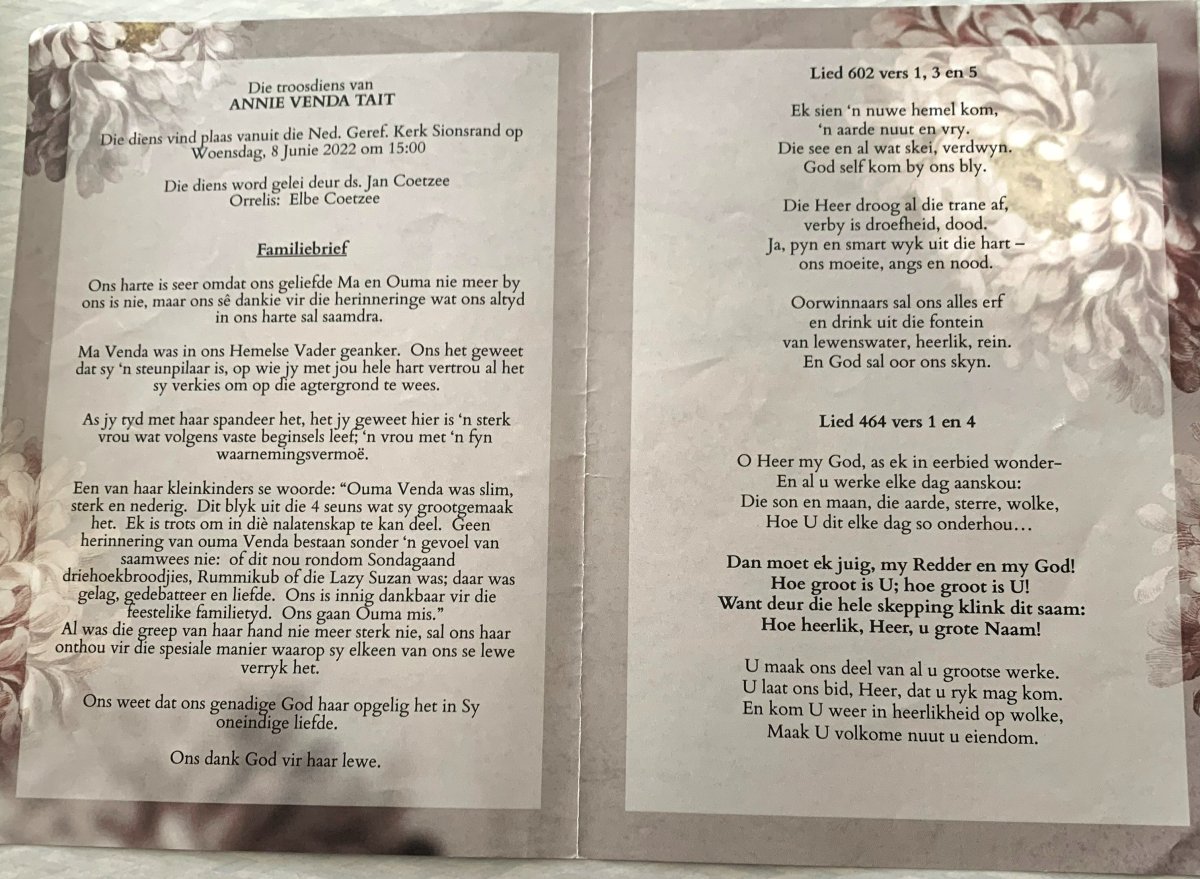 Die troosdiens van
ANNIE VENDA TAIT
Die diens vind plaas vanuit die Ned. Geref. Kerk Sionsrand op
Woensdag, 8 Junie 2022 om 15:00
Die diens word gelei deur ds. Jan Coetzee
Orrelis: Elbe Coetzee
Familiebrief
Ons harte is seer omdat ons geliefde Ma en Ouma nie meer by
ons is nie, maar ons sê dankie vir die herinneringe wat ons altyd
in ons harte sal saamdra.
Ma Venda was in ons Hemelse Vader geanker. Ons het geweet
dat sy ‘n steunpilaar is, op wie jy met jou hele hart vertrou al het
sy verkies om op die agtergrond te wees.
As jy tyd met haar spandeer het, het jy geweet hier is ‘n sterk
vrou wat volgens vaste beginsels leef; ‘n vrou met ‘n fyn
waarnemingsvermoë.
Een van haar kleinkinders se woorde: “Ouma Venda was slim,
sterk en nederig. Dit blyk uit die 4 seuns wat sy grootgemaak
het. Ek is trots om in diè nalatenskap te kan deel. Geen
herinnering van ouma Venda bestaan sonder ‘n gevoel van
saamwees nie: of dit nou rondom Sondagaand
driehoekbroodjies, Rummikub of die Lazy Suzan was; daar was
gelag, gedebatteer en liefde. Ons is innig dankbaar vir die
feestelike familietyd. Ons gaan Ouma mis.”
Al was die greep van haar hand nie meer sterk nie, sal ons haar
onthou vir die spesiale manier waarop sy elkeen van ons se lewe
verryk het.
Ons weet dat ons genadige God haar opgelig het in Sy
oneindige liefde.
Ons dank God vir haar lewe.
Lied 602 vers 1, 3 en 5
Ek sien ‘n nuwe hemel kom,
‘n aarde nuut en vry.
Die see en al wat skei, verdwyn.
God self kom by ons bly.
Die Heer droog al die trane af,
verby is droefheid, dood.
Ja, pyn en smart wyk uit die hart –
ons moeite, angs en nood.
Oorwinnaars sal ons alles erf
en drink uit die fontein
van lewenswater, heerlik, rein.
En God sal oor ons skyn.
Lied 464 vers 1 en 4
O Heer my God, as ek in eerbied wonder–
En al u werke elke dag aanskou:
Die son en maan, die aarde, sterre, wolke,
Hoe U dit elke dag so onderhou…
Dan moet ek juig, my Redder en my God!
Hoe groot is U; hoe groot is U!
Want deur die hele skepping klink dit saam:
Hoe heerlik, Heer, u grote Naam!
U maak ons deel van al u grootse werke.
U laat ons bid, Heer, dat u ryk mag kom.
En kom U weer in heerlikheid op wolke,
Maak U volkome nuut u eiendom.